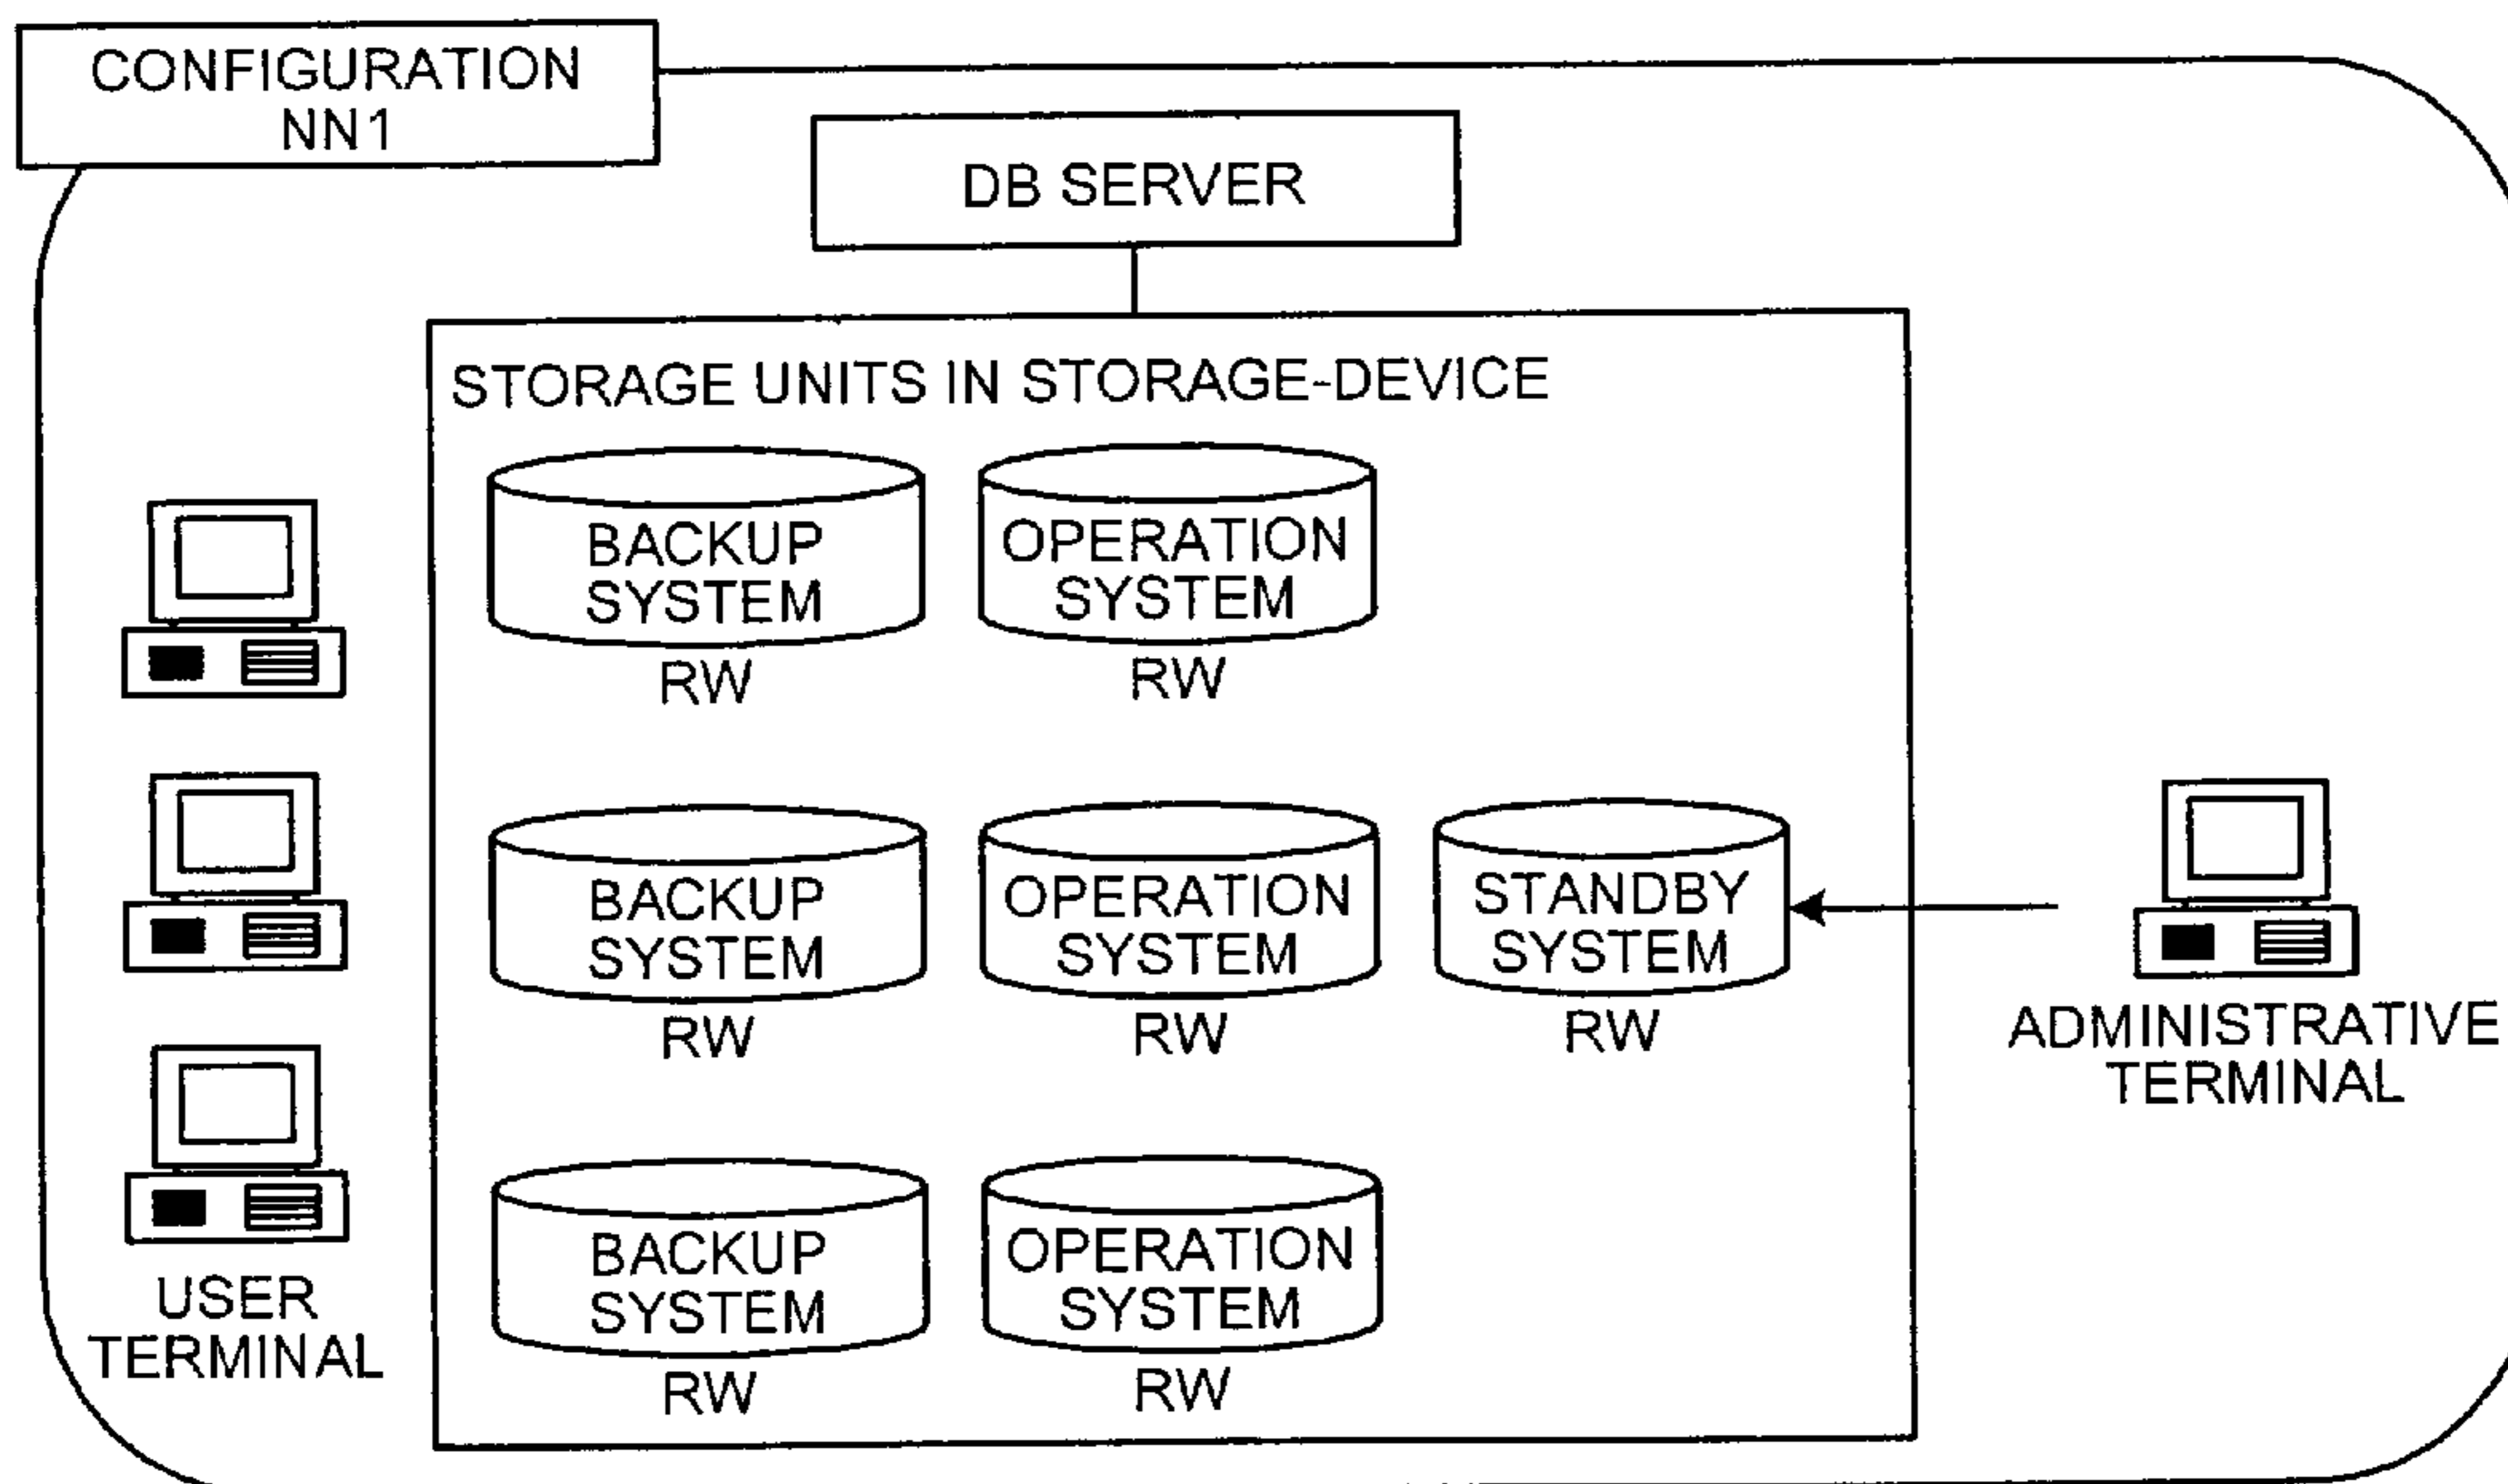 CONFIGURATION
NN1
DB SERVER
STORAGE UNITS IN STORAGE-DEVICE
BACKUP
SYSTEM
RW
OPERATION
SYSTEM
RW
BACKUP
SYSTEM
RW
OPERATION
SYSTEM
RW
STANDBY
SYSTEM
RW
ADMINISTRATIVE
TERMINAL
BACKUP
SYSTEM
RW
OPERATION
SYSTEM
RW
USER
TERMINAL